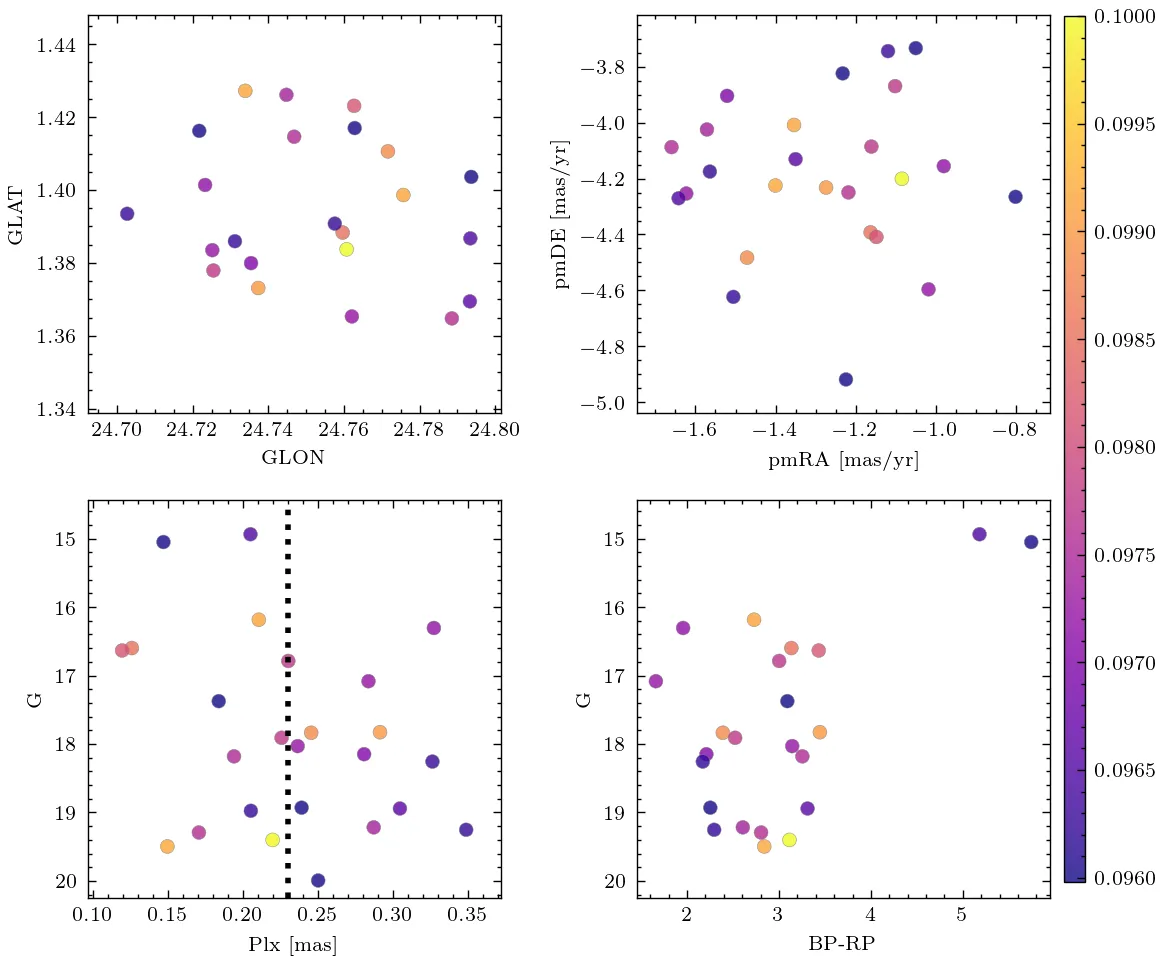 1.44
1.42
1.40
1.38
1.36
1.34
GLAT
24.70 24.72 24.74 24.76 24.78 24.80
GLON
−3.8
−4.0
−4.2
−4.4
−4.6
−4.8
−5.0
pmDE [mas/yr]
−1.6 −1.4 −1.2 −1.0 −0.8
pmRA [mas/yr]
15
16
17
18
19
20
G
0.10 0.15 0.20 0.25 0.30 0.35
Plx [mas]
15
16
17
18
19
20
G
2 3 4 5
BP-RP
0.1000
0.0995
0.0990
0.0985
0.0980
0.0975
0.0970
0.0965
0.0960